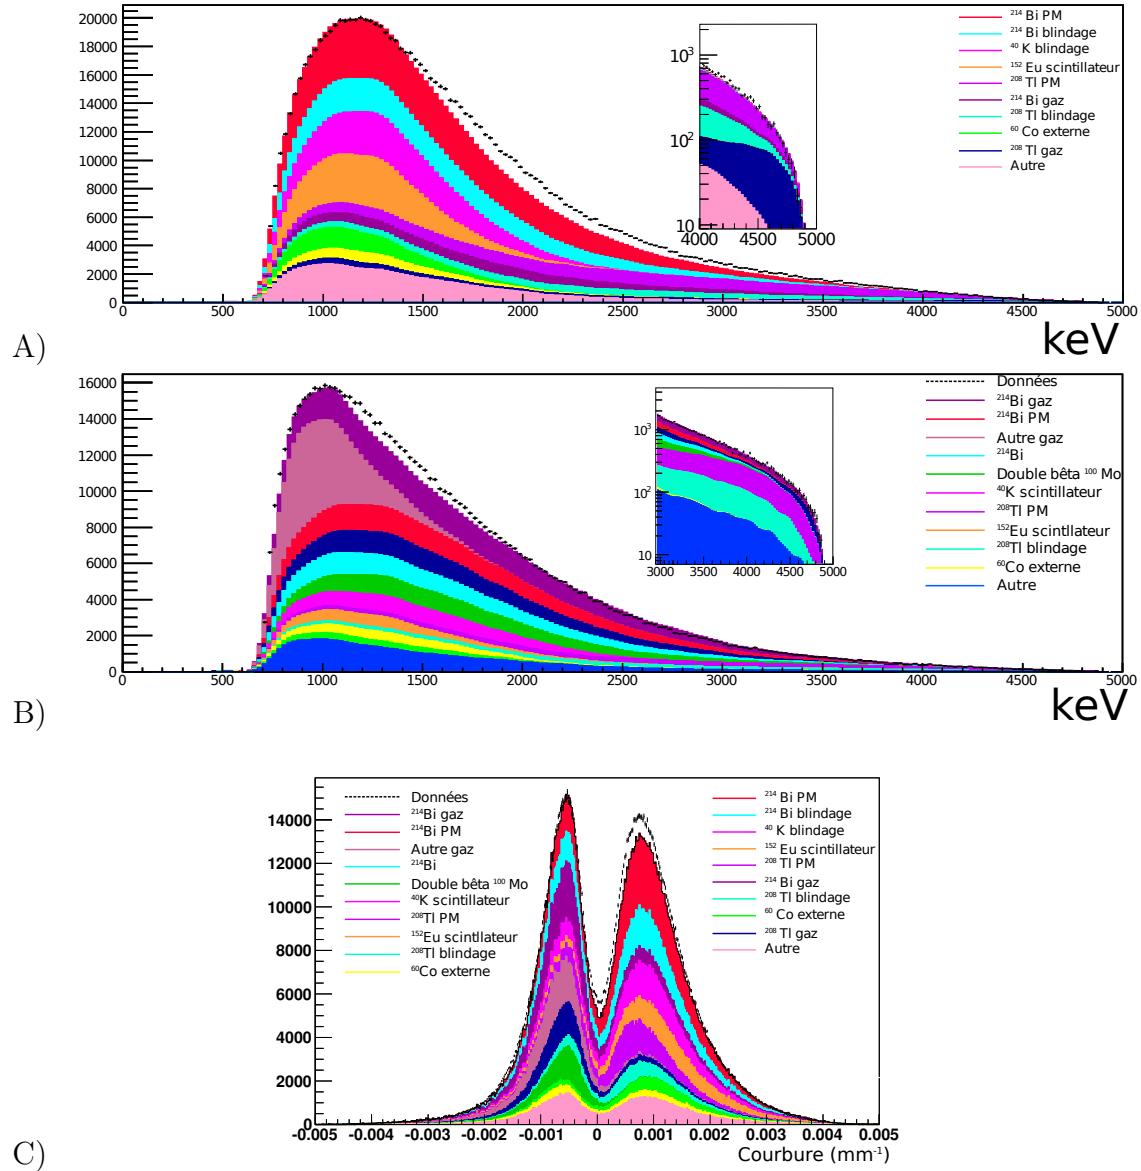 20000
18000
16000
14000
12000
10000
8000
6000
4000
2000
0
0 500 1000 1500 2000 2500 3000 3500 4000 4500 5000
10³
10²
10
4000 4500 5000
²¹⁴ Bi PM
²¹⁴ Bi blindage
⁴⁰ K blindage
¹⁵² Eu scintillateur
²⁰⁸ Tl PM
²¹⁴ Bi gaz
²⁰⁸ Tl blindage
⁶⁰ Co externe
²⁰⁸ Tl gaz
Autre
A)
keV
16000
14000
12000
10000
8000
6000
4000
2000
0
0 500 1000 1500 2000 2500 3000 3500 4000 4500 5000
10³
10²
10
3000 3500 4000 4500 5000
Données
²¹⁴Bi gaz
²¹⁴Bi PM
Autre gaz
²¹⁴Bi
Double bêta ¹⁰⁰ Mo
⁴⁰K scintillateur
²⁰⁸Tl PM
¹⁵²Eu scintllateur
²⁰⁸Tl blindage
⁶⁰Co externe
Autre
B)
keV
14000
12000
10000
8000
6000
4000
2000
0
Données
²¹⁴Bi gaz
²¹⁴Bi PM
Autre gaz
²¹⁴Bi
Double bêta ¹⁰⁰ Mo
⁴⁰K scintillateur
²⁰⁸Tl PM
¹⁵²Eu scintllateur
²⁰⁸Tl blindage
⁶⁰Co externe
²¹⁴ Bi PM
²¹⁴ Bi blindage
⁴⁰ K blindage
¹⁵² Eu scintillateur
²⁰⁸ Tl PM
²¹⁴ Bi gaz
²⁰⁸ Tl blindage
⁶⁰ Co externe
²⁰⁸ Tl gaz
Autre
-0.005 -0.004 -0.003 -0.002 -0.001 0 0.001 0.002 0.003 0.004 0.005
Courbure (mm⁻¹)
C)